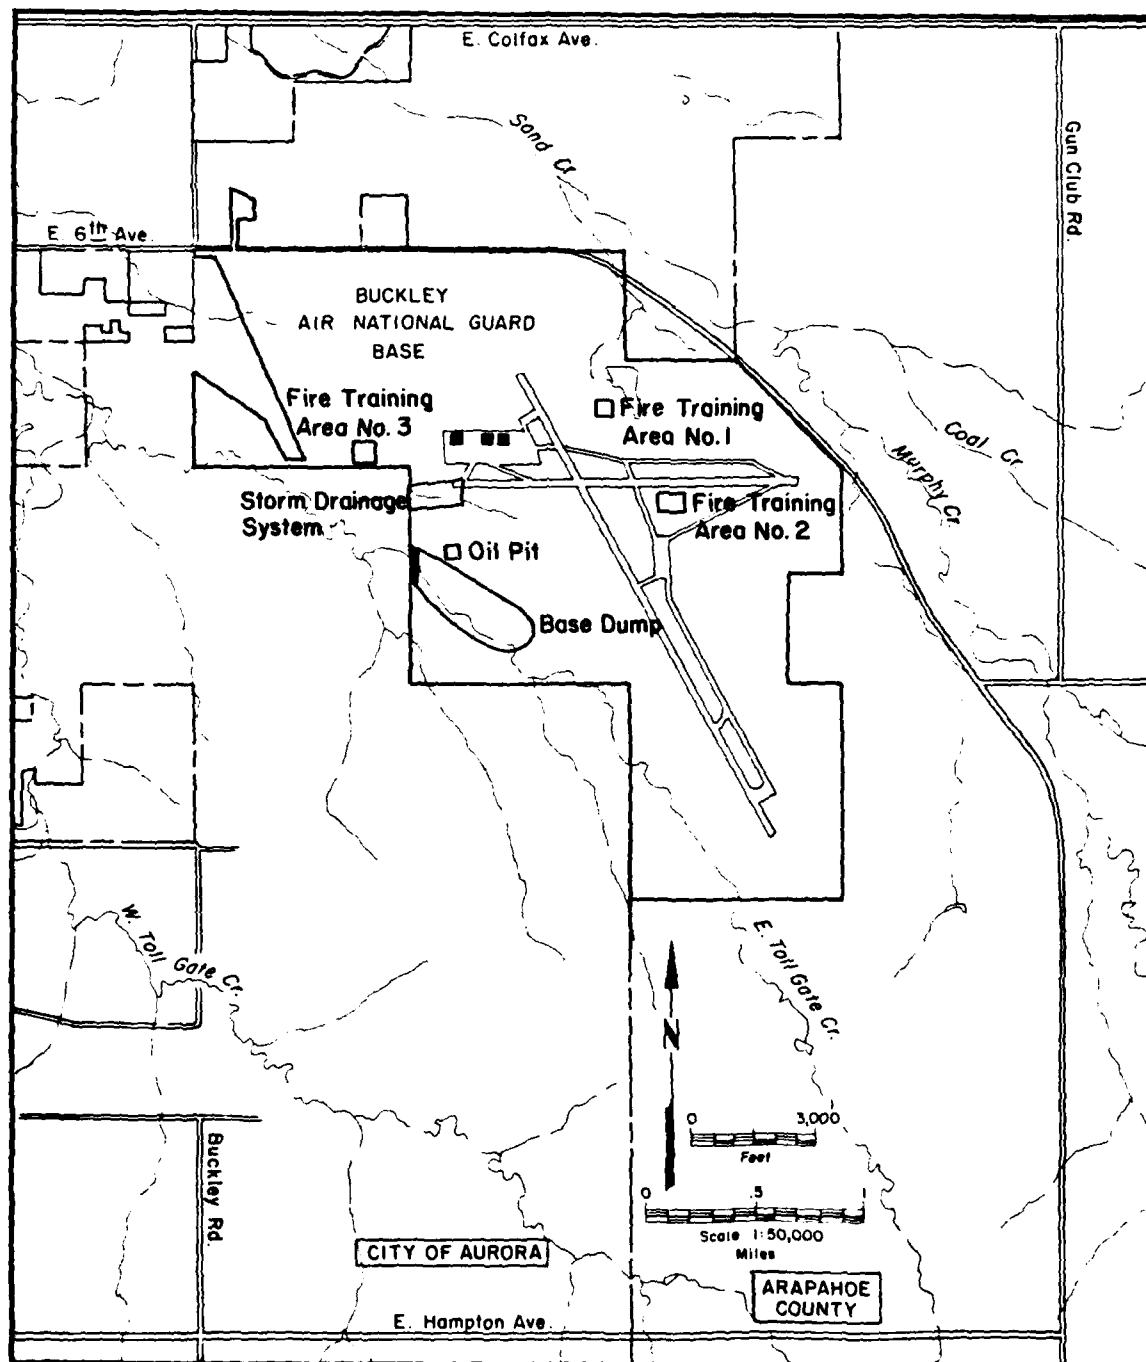 E. Colfax Ave.
Sand Cr.
Gun Club Rd.
E. 6th Ave.
BUCKLEY
AIR NATIONAL GUARD
BASE
Fire Training
Area No. 3
Fire Training
Area No. 1
Coal Cr.
Murphy Cr.
Storm Drainage
System
Fire Training
Area No. 2
Oil Pit
Base Dump
W. Toll Gate Cr.
E. Toll Gate Cr.
N
0 3,000
Feet
0 .5 1
Scale 1:50,000
Miles
Buckley Rd.
CITY OF AURORA
ARAPAHOE
COUNTY
E. Hampton Ave.